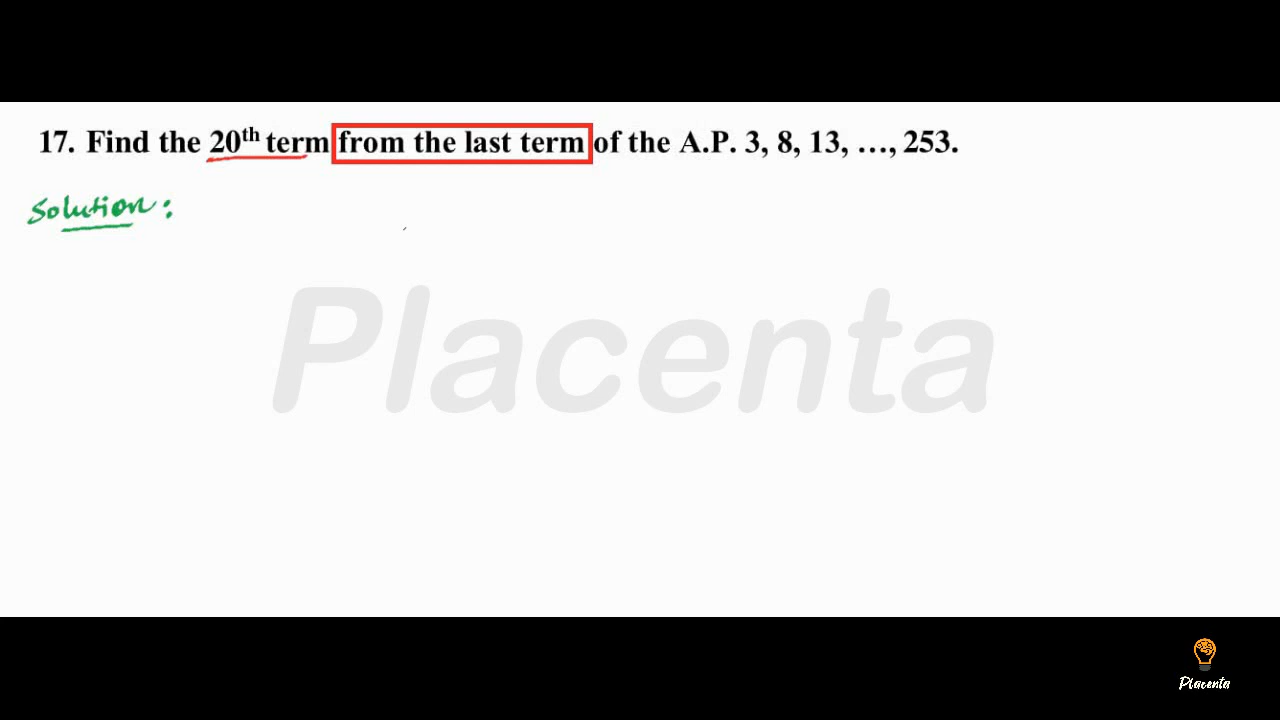 17. Find the 20th term from the last term of the A.P. 3, 8, 13, …, 253.
Solution:
Placenta
Placenta